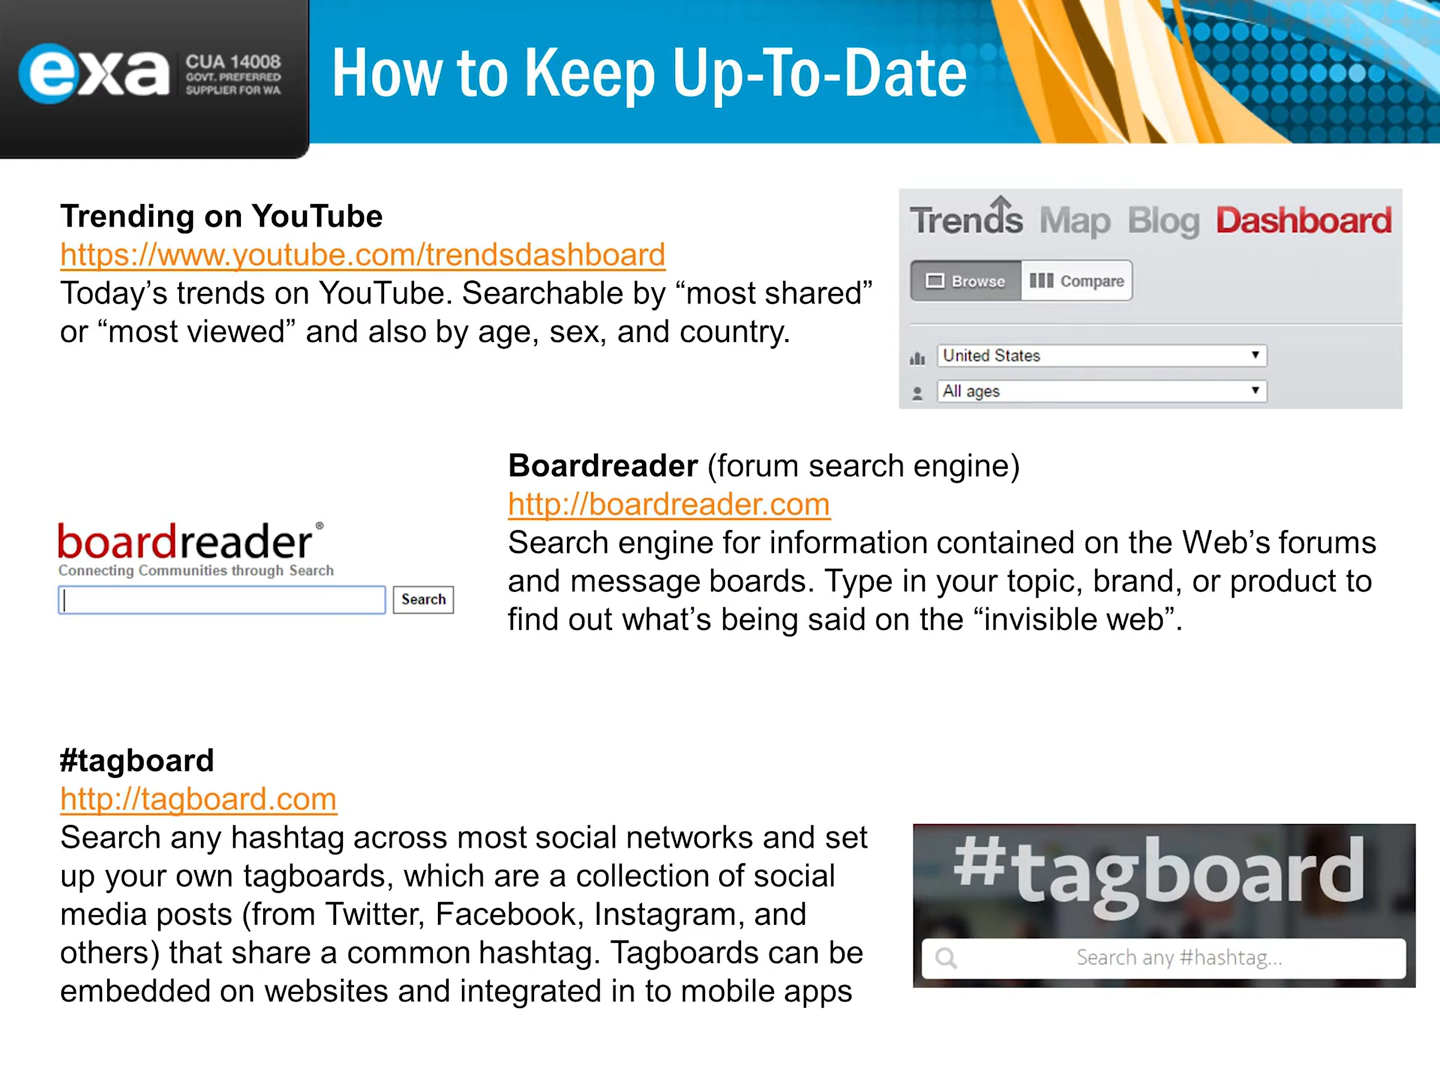 exa
CUA 14008
GOVT. PREFERRED
SUPPLIER FOR WA
How to Keep Up-To-Date
Trending on YouTube
https://www.youtube.com/trendsdashboard
Today’s trends on YouTube. Searchable by “most shared”
or “most viewed” and also by age, sex, and country.
Trends Map Blog Dashboard
Browse Compare
United States
All ages
Boardreader (forum search engine)
http://boardreader.com
Search engine for information contained on the Web’s forums
and message boards. Type in your topic, brand, or product to
find out what’s being said on the “invisible web”.
boardreader®
Connecting Communities through Search
Search
#tagboard
http://tagboard.com
Search any hashtag across most social networks and set
up your own tagboards, which are a collection of social
media posts (from Twitter, Facebook, Instagram, and
others) that share a common hashtag. Tagboards can be
embedded on websites and integrated in to mobile apps
#tagboard
Search any #hashtag...